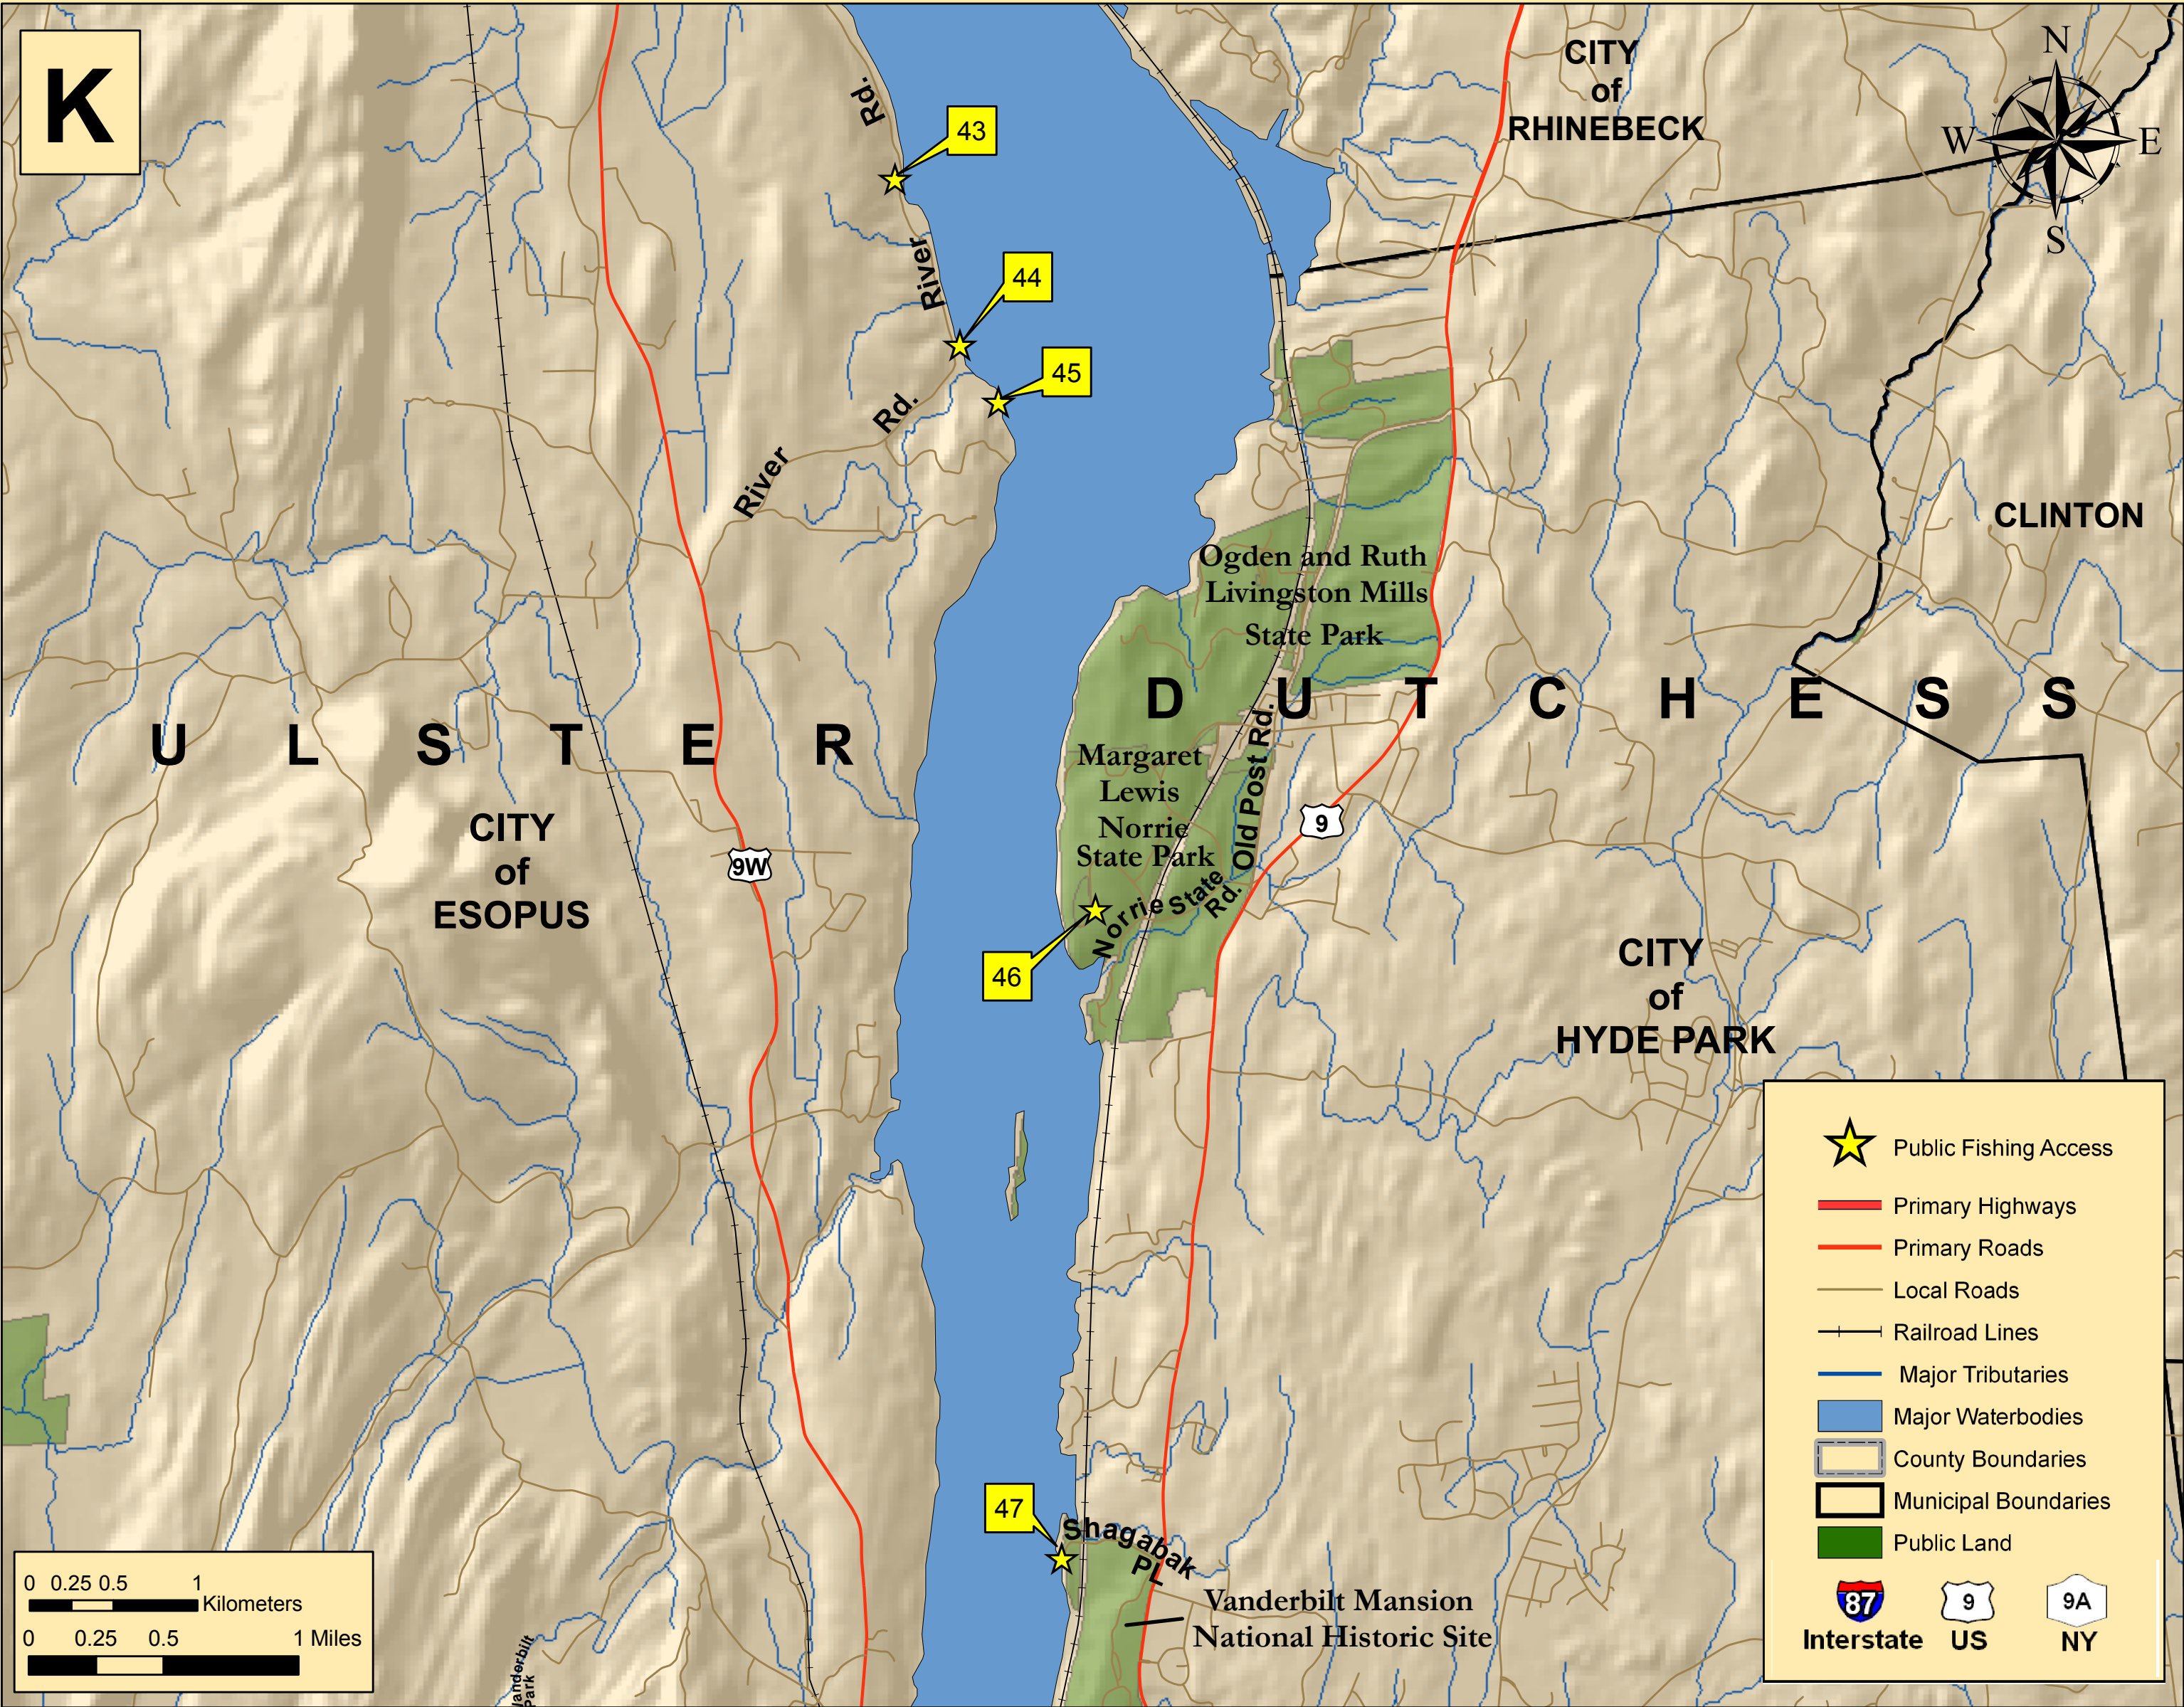 K
CITY
of
RHINEBECK
N
W E
S
Rd.
43
River
44
45
Rd.
River
CLINTON
Ogden and Ruth
Livingston Mills
State Park
D U T C H E S S
U L S T E R
Margaret
Lewis
Norrie
State Park
Old Post Rd.
9
CITY
of
ESOPUS
9W
Norrie State
Rd.
46
CITY
of
HYDE PARK
47
Shagabak
PL
Vanderbilt Mansion
National Historic Site
landerbilt
Park
0 0.25 0.5 1
Kilometers
0 0.25 0.5 1 Miles
Public Fishing Access
Primary Highways
Primary Roads
Local Roads
Railroad Lines
Major Tributaries
Major Waterbodies
County Boundaries
Municipal Boundaries
Public Land
87 9 9A
Interstate US NY